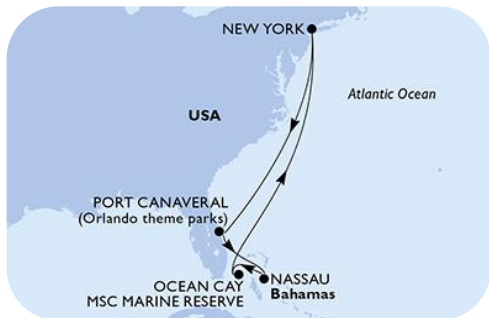 NEW YORK
Atlantic Ocean
USA
PORT CANAVERAL
(Orlando theme parks)
OCEAN CAY
MSC MARINE RESERVE
NASSAU
Bahamas